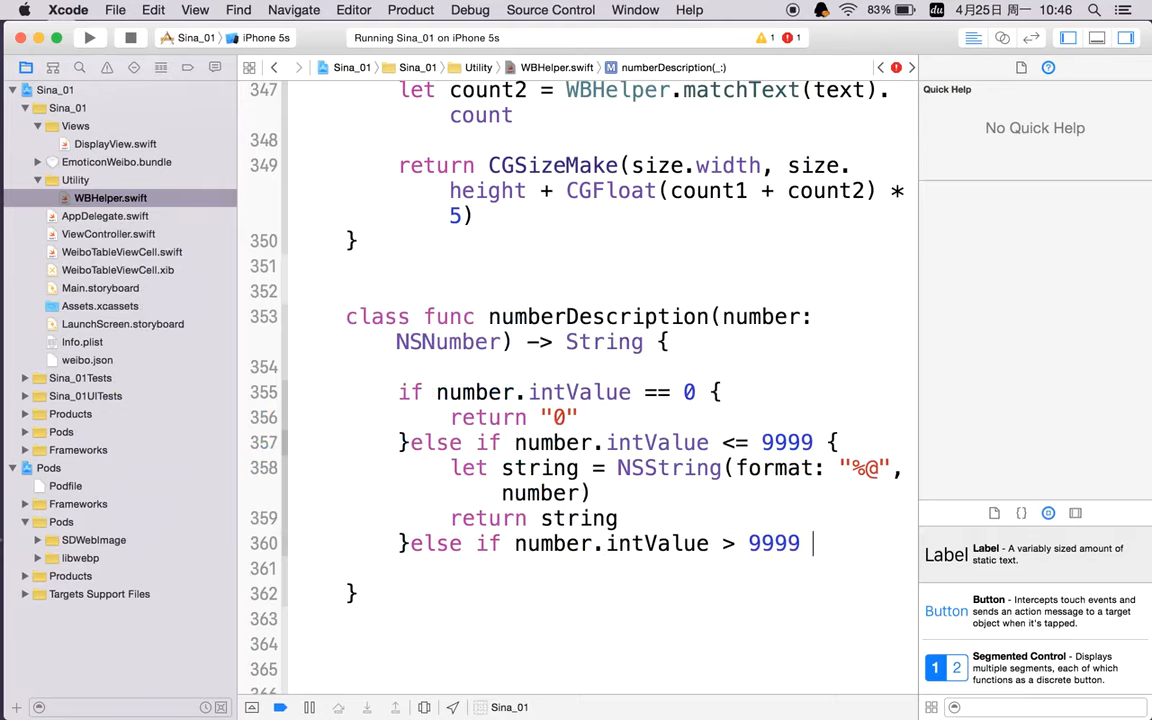 Xcode File Edit View Find Navigate Editor Product Debug Source Control Window Help 83% du 4月25日 周一 10:46
Sina_01 iPhone 5s Running Sina_01 on iPhone 5s 1 1
Sina_01 Sina_01 Utility WBHelper.swift M numberDescription(_:) Quick Help
No Quick Help
Sina_01
Sina_01
Views
DisplayView.swift
EmoticonWeibo.bundle
Utility
WBHelper.swift
AppDelegate.swift
ViewController.swift
WeiboTableViewCell.swift
WeiboTableViewCell.xib
Main.storyboard
Assets.xcassets
LaunchScreen.storyboard
Info.plist
weibo.json
Sina_01Tests
Sina_01UITests
Products
Pods
Frameworks
Pods
Podfile
Frameworks
Pods
SDWebImage
libwebp
Products
Targets Support Files
347 let count2 = WBHelper.matchText(text).
count
348
349 return CGSizeMake(size.width, size.
height + CGFloat(count1 + count2) *
5)
350 }
351
352
353 class func numberDescription(number:
NSNumber) -> String {
354
355 if number.intValue == 0 {
356 return "0"
357 }else if number.intValue <= 9999 {
358 let string = NSString(format: "%@",
number)
359 return string
360 }else if number.intValue > 9999
361
362 }
363
364
365
Label Label - A variably sized amount of
static text.
Button Button - Intercepts touch events and
sends an action message to a target
object when it's tapped.
1 2 Segmented Control - Displays
multiple segments, each of which
functions as a discrete button.
Sina_01